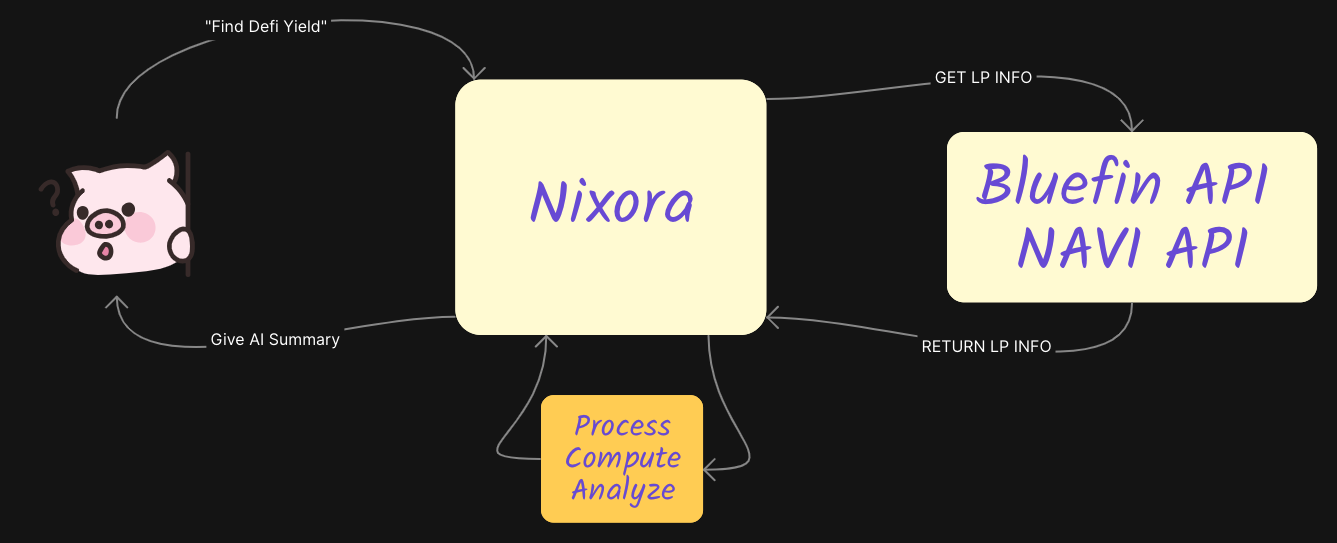 "Find Defi Yield"
GET LP INFO
Nixora
Bluefin API
NAVI API
?
Give AI Summary
RETURN LP INFO
Process
Compute
Analyze